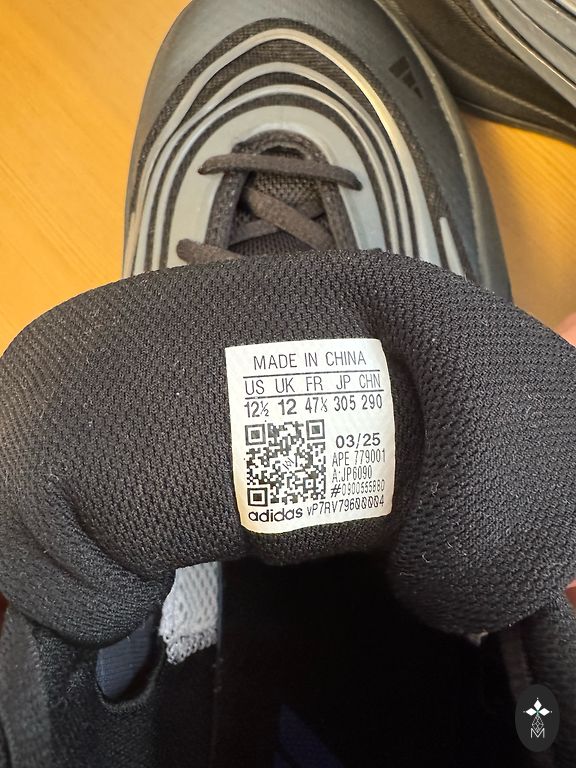 MADE IN CHINA
US UK FR JP CHN
12½ 12 47⅓ 305 290
03/25
APE 779001
A:JP6090
adidas